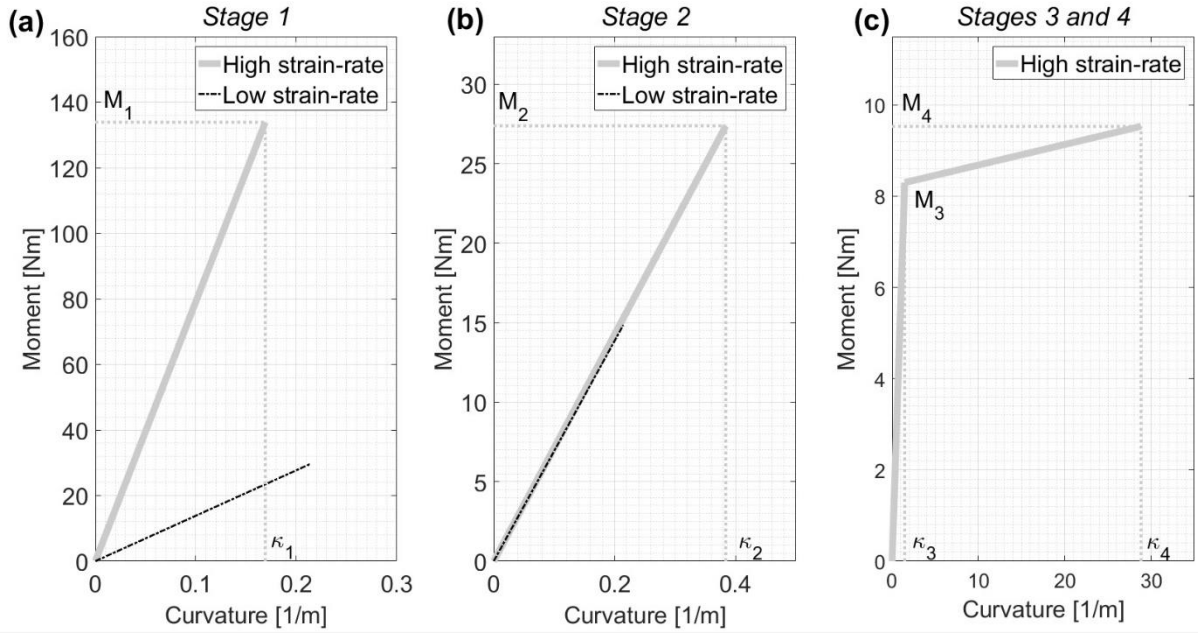 (a)
Stage 1
160
140
120
100
80
60
40
20
0
Moment [Nm]
High strain-rate
Low strain-rate
M1
κ1
0 0.1 0.2 0.3
Curvature [1/m]
(b)
Stage 2
30
25
20
15
10
5
0
Moment [Nm]
High strain-rate
Low strain-rate
M2
κ2
0 0.2 0.4
Curvature [1/m]
(c)
Stages 3 and 4
10
8
6
4
2
0
Moment [Nm]
High strain-rate
M4
M3
κ3 κ4
0 10 20 30
Curvature [1/m]